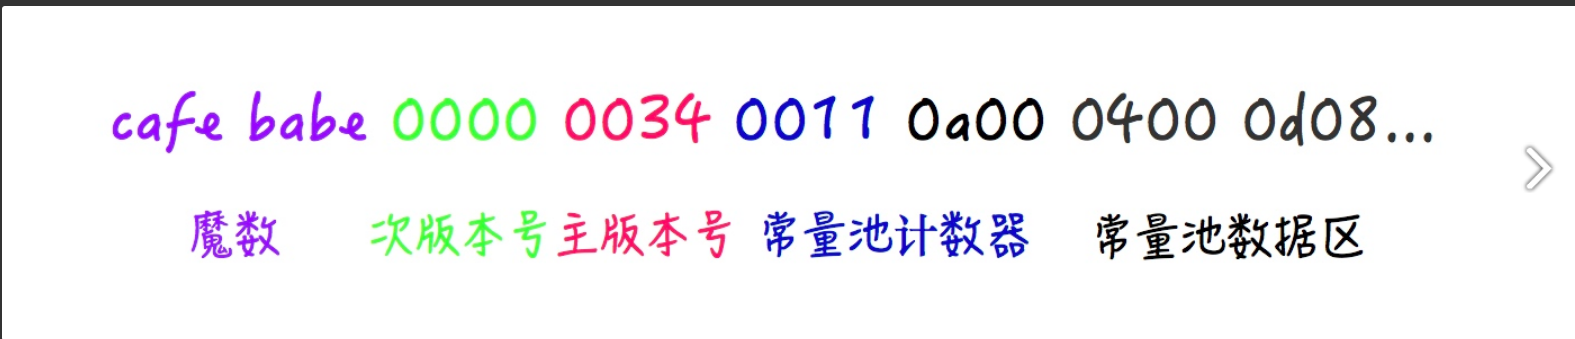 cafe babe 0000 0034 0011 0a00 0400 0d08...
魔数 次版本号 主版本号 常量池计数器 常量池数据区